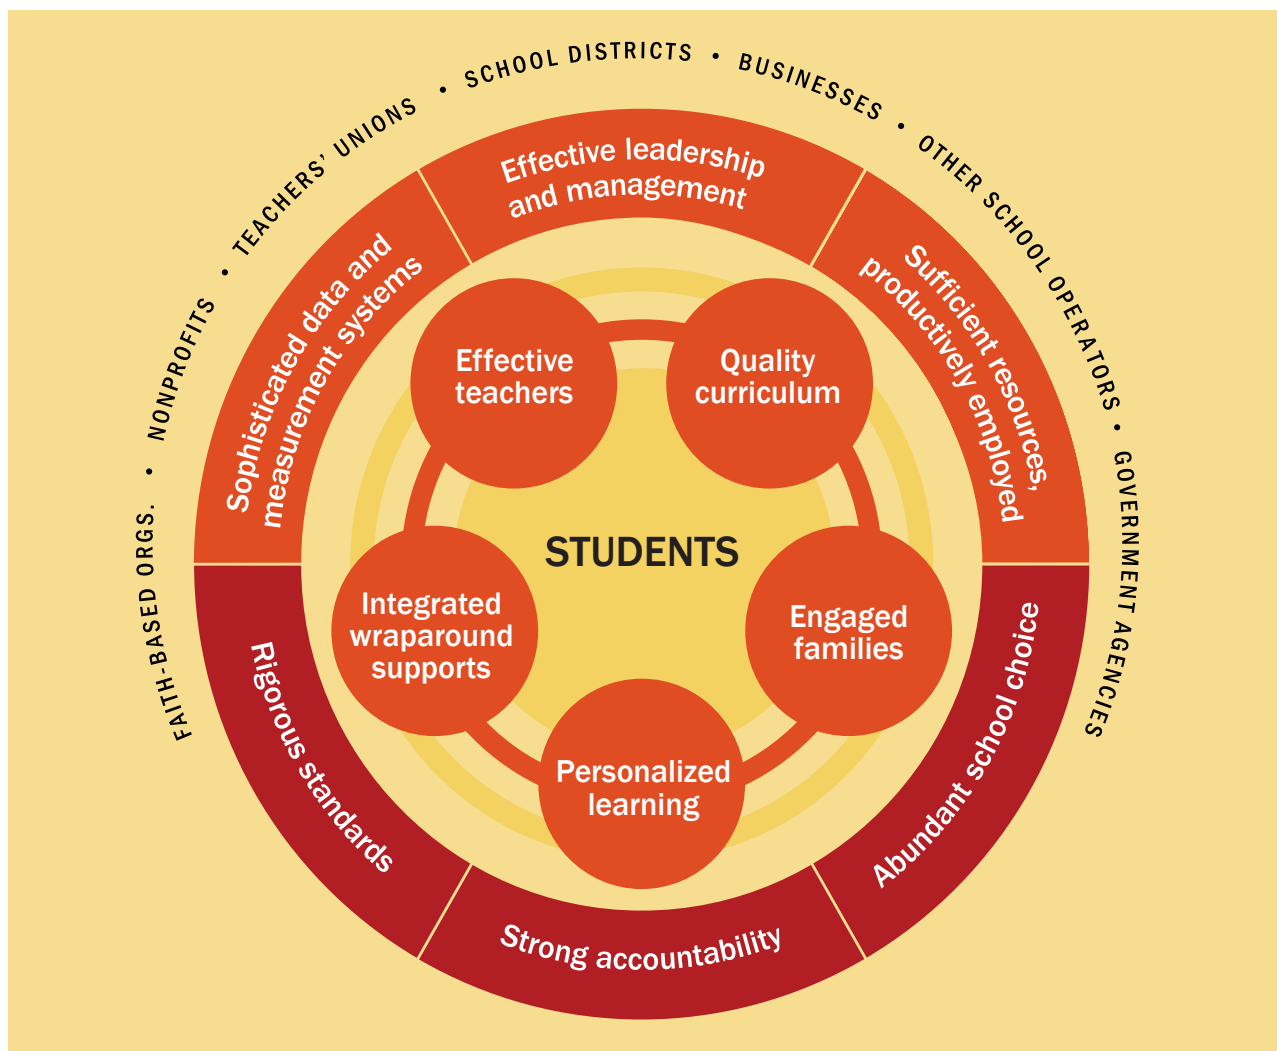 FAITH-BASED ORGS. • NONPROFITS • TEACHERS’ UNIONS • SCHOOL DISTRICTS • BUSINESSES • OTHER SCHOOL OPERATORS • GOVERNMENT AGENCIES
Effective leadership
and management
Sophisticated data and
measurement systems
Sufficient resources,
productively employed
Effective
teachers
Quality
curriculum
STUDENTS
Integrated
wraparound
supports
Engaged
families
Personalized
learning
Rigorous standards
Strong accountability
Abundant school choice